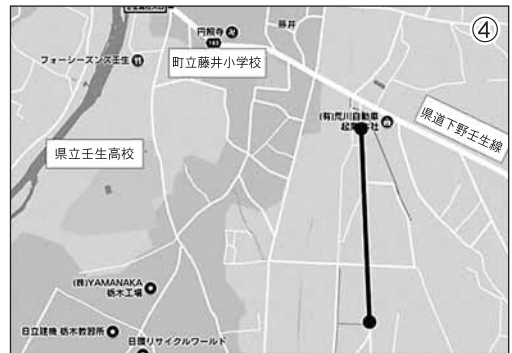 ④
円照寺
藤井
183
フォーシーズンズ壬生
町立藤井小学校
(有)荒川自動車
県道下野壬生線
県立壬生高校
(株)YAMANAKA
栃木工場
日立建機 栃木教習所
日環リサイクルワールド